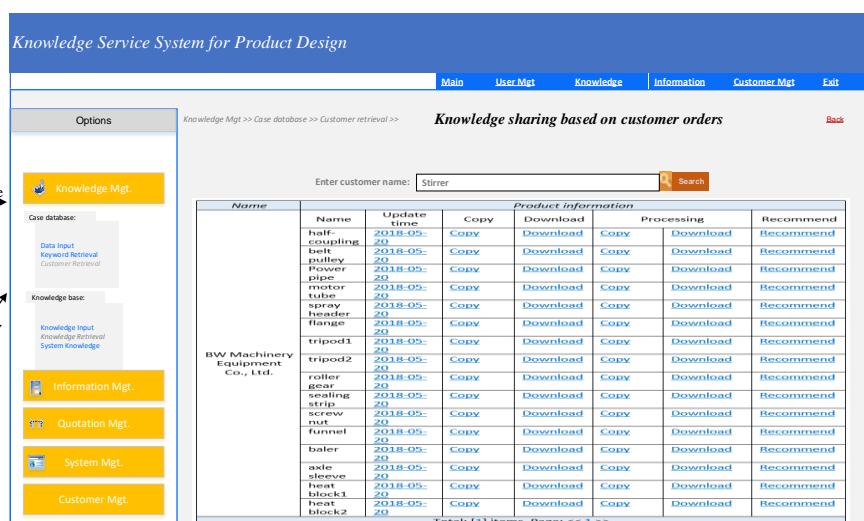 Knowledge Service System for Product Design
Main User Mgt Knowledge Information Customer Mgt Exit
Options
Knowledge Mgt >> Case database >> Customer retrieval >>
Knowledge sharing based on customer orders
Back
Enter customer name: Stirrer Search
Knowledge Mgt.
Case database:
Data Input
Keyword Retrieval
Customer Retrieval
Knowledge base:
Knowledge Input
Knowledge Retrieval
System Knowledge
Information Mgt.
Quotation Mgt.
System Mgt.
Customer Mgt.
Name Product information
Name Update time Copy Download Processing Recommend
BW Machinery Equipment Co., Ltd.
half-coupling 2018-05-20 Copy Download Copy Download Recommend
belt pulley 2018-05-20 Copy Download Copy Download Recommend
Power pipe 2018-05-20 Copy Download Copy Download Recommend
motor tube 2018-05-20 Copy Download Copy Download Recommend
spray header 2018-05-20 Copy Download Copy Download Recommend
flange 2018-05-20 Copy Download Copy Download Recommend
tripod1 2018-05-20 Copy Download Copy Download Recommend
tripod2 2018-05-20 Copy Download Copy Download Recommend
roller gear 2018-05-20 Copy Download Copy Download Recommend
sealing strip 2018-05-20 Copy Download Copy Download Recommend
screw nut 2018-05-20 Copy Download Copy Download Recommend
funnel 2018-05-20 Copy Download Copy Download Recommend
baler 2018-05-20 Copy Download Copy Download Recommend
axle sleeve 2018-05-20 Copy Download Copy Download Recommend
heat block1 2018-05-20 Copy Download Copy Download Recommend
heat block2 2018-05-20 Copy Download Copy Download Recommend